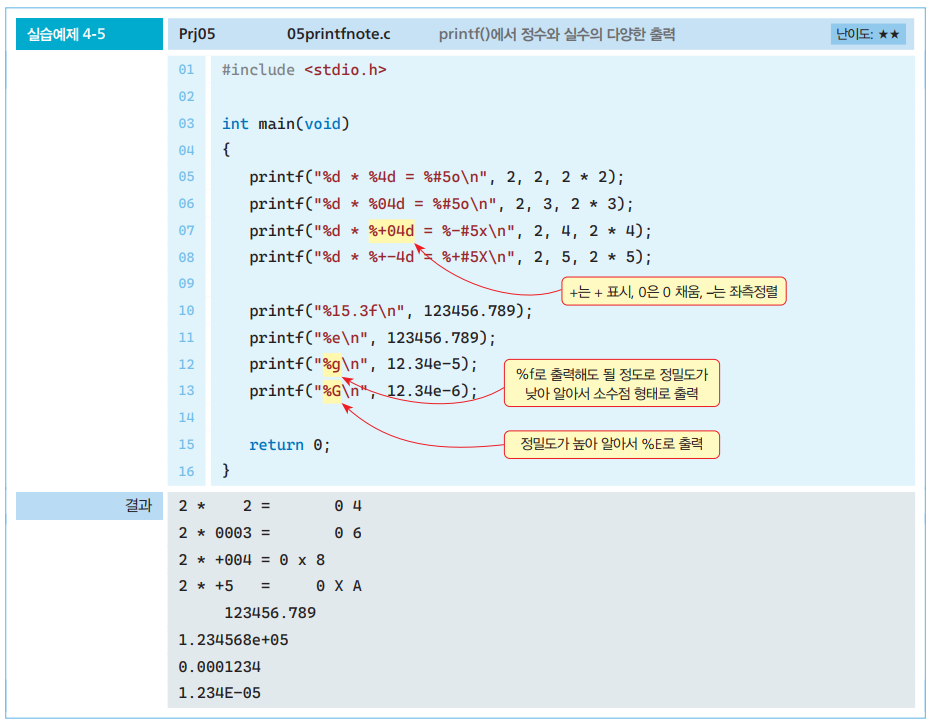 실습예제 4-5 Prj05 05printfnote.c printf()에서 정수와 실수의 다양한 출력 난이도: ★★
01 #include <stdio.h>
02
03 int main(void)
04 {
05 printf("%d * %4d = %#5o\n", 2, 2, 2 * 2);
06 printf("%d * %04d = %#5o\n", 2, 3, 2 * 3);
07 printf("%d * %+04d = %-#5x\n", 2, 4, 2 * 4);
08 printf("%d * %+-4d = %+#5X\n", 2, 5, 2 * 5);
09
+는 + 표시, 0은 0 채움, -는 좌측정렬
10 printf("%15.3f\n", 123456.789);
11 printf("%e\n", 123456.789);
12 printf("%g\n", 12.34e-5);
%f로 출력해도 될 정도로 정밀도가
낮아 알아서 소수점 형태로 출력
13 printf("%G\n", 12.34e-6);
14
15 return 0;
정밀도가 높아 알아서 %E로 출력
16 }
결과
2 *    2 =       0 4
2 * 0003 =       0 6
2 * +004 = 0 x 8
2 * +5   =     0 X A
     123456.789
1.234568e+05
0.0001234
1.234E-05